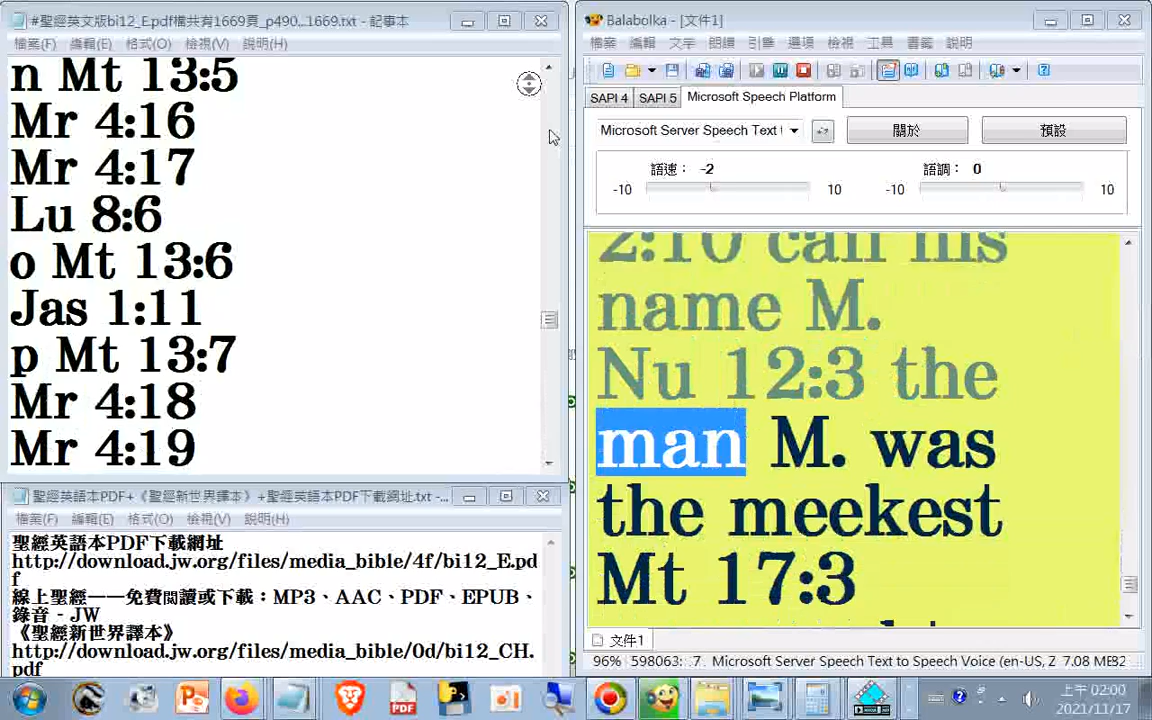 #聖經英文版bi12_E.pdf檔共有1669頁_p490,..1669.txt - 記事本
檔案(F) 編輯(E) 格式(O) 檢視(V) 說明(H)
n Mt 13:5
Mr 4:16
Mr 4:17
Lu 8:6
o Mt 13:6
Jas 1:11
p Mt 13:7
Mr 4:18
Mr 4:19
聖經英語本PDF+《聖經新世界譯本》+聖經英語本PDF下載網址.txt - ...
檔案(F) 編輯(E) 格式(O) 檢視(V) 說明(H)
聖經英語本PDF下載網址
http://download.jw.org/files/media_bible/4f/bi12_E.pd
f
線上聖經——免費閱讀或下載：MP3、AAC、PDF、EPUB、
錄音 - JW
《聖經新世界譯本》
http://download.jw.org/files/media_bible/0d/bi12_CH.
pdf
Balabolka - [文件1]
檔案 編輯 文字 朗讀 引擎 選項 檢視 工具 書籤 說明
SAPI 4 SAPI 5 Microsoft Speech Platform
Microsoft Server Speech Text t 關於 預設
語速： -2 語調： 0
-10 10 -10 10
2:10 call his
name M.
Nu 12:3 the
man M. was
the meekest
Mt 17:3
文件1
96% 598063: .7 Microsoft Server Speech Text to Speech Voice (en-US, Z 7.08 ME32
PDF
上午 02:00
2021/11/17